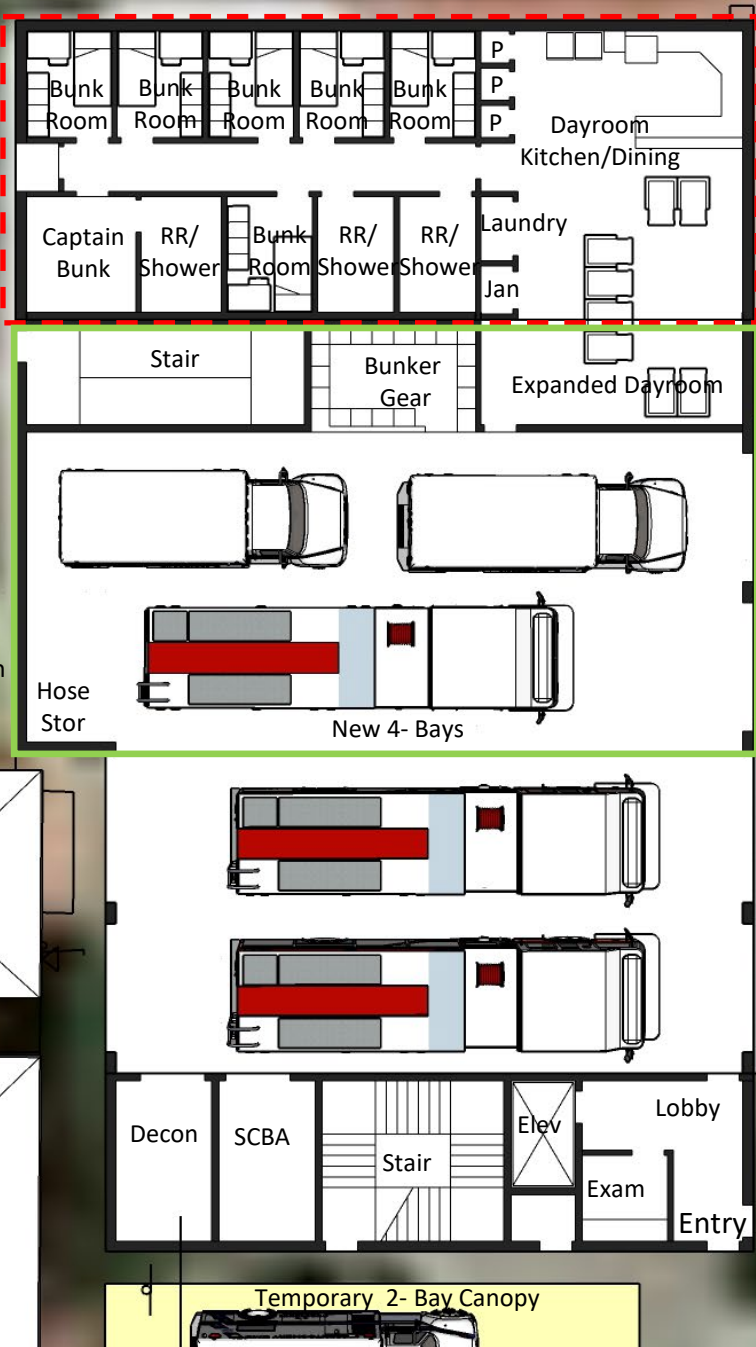 Bunk
Room
Bunk
Room
Bunk
Room
Bunk
Room
Bunk
Room
P
P
P
Dayroom
Kitchen/Dining
Captain
Bunk
RR/
Shower
Bunk
Room
RR/
Shower
RR/
Shower
Laundry
Jan
Stair
Bunker
Gear
Expanded Dayroom
Hose
Stor
New 4- Bays
Decon
SCBA
Stair
Elev
Lobby
Exam
Entry
Temporary 2- Bay Canopy